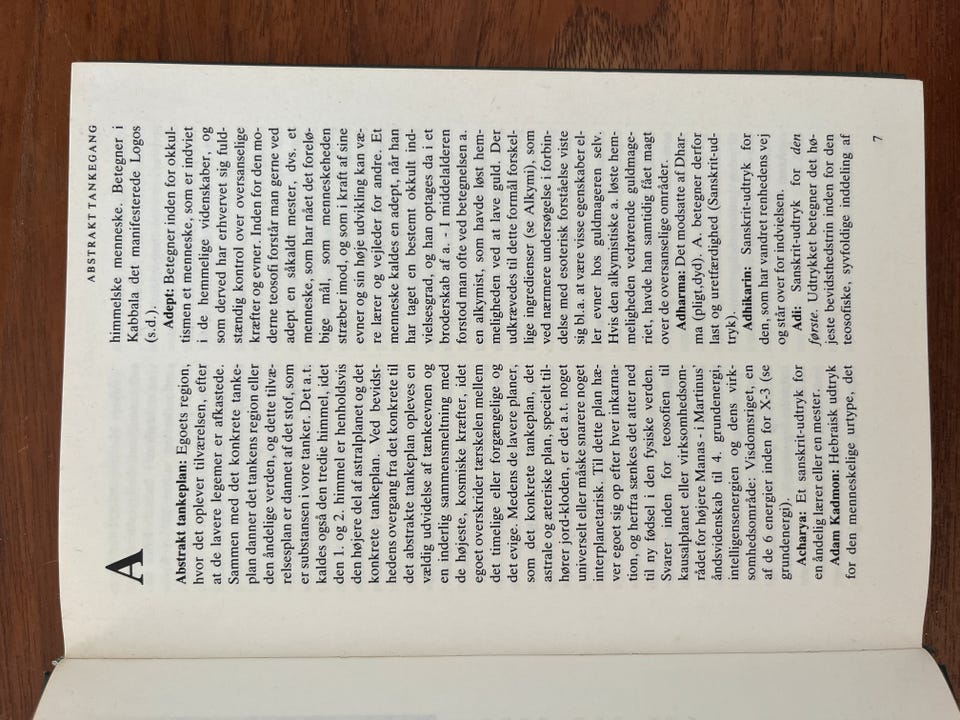 ABSTRAKT TANKEGANG
A
Abstrakt tankeplan: Egoets region,
hvor det oplever tilværelsen, efter
at de lavere legemer er afkastede.
Sammen med det konkrete tanke-
plan danner det tankens region eller
den åndelige verden, og dette tilvæ-
relsesplan er dannet af det stof, som
er substansen i vore tanker. Det a.t.
kaldes også den tredie himmel, idet
den 1. og 2. himmel er henholdsvis
den højere del af astralplanet og det
konkrete tankeplan. Ved bevidst-
hedens overgang fra det konkrete til
det abstrakte tankeplan opleves en
vældig udvidelse af tænkeevnen og
en inderlig sammensmeltning med
de højeste, kosmiske kræfter, idet
egoet overskrider tærskelen mellem
det timelige eller forgængelige og
det evige. Medens de lavere planer,
som det konkrete tankeplan, det
astrale og æteriske plan, specielt til-
hører jord-kloden, er det a.t. noget
universelt eller måske snarere noget
interplanetarisk. Til dette plan hæ-
ver egoet sig op efter hver inkarna-
tion, og herfra sænkes det atter ned
til ny fødsel i den fysiske verden.
Svarer inden for teosofien til
kausalplanet eller virksomhedsom-
rådet for højere Manas - i Martinus'
åndsvidenskab til 4. grundenergi,
intelligensenergien og dens virk-
somhedsområde: Visdomsriget, en
af de 6 energier inden for X-3 (se
grundenergi).
Acharya: Et sanskrit-udtryk for
en åndelig lærer eller en mester.
Adam Kadmon: Hebraisk udtryk
for den menneskelige urtype, det
himmelske menneske. Betegner i
Kabbala det manifesterede Logos
(s.d.).
Adept: Betegner inden for okkul-
tismen et menneske, som er indviet
i de hemmelige videnskaber, og
som derved har erhvervet sig fuld-
stændig kontrol over oversanselige
kræfter og evner. Inden for den mo-
derne teosofi forstår man gerne ved
adept en såkaldt mester, dvs. et
menneske, som har nået det foreløb-
bige mål, som menneskeheden
stræber imod, og som i kraft af sine
evner og sin høje udvikling kan væ-
re lærer og vejleder for andre. Et
menneske kaldes en adept, når han
har taget en bestemt okkult ind-
vielsesgrad, og han optages da i et
broderskab af a. - I middelalderen
forstod man ofte ved betegnelsen a.
en alkymist, som havde løst hem-
meligheden ved at lave guld. Der
udkrævedes til dette formål forskel-
lige ingredienser (se Alkymi), som
ved nærmere undersøgelse i forbin-
delse med esoterisk forståelse viste
sig bl.a. at være visse egenskaber el-
ler evner hos guldmageren selv.
Hvis den alkymistiske a. løste hem-
meligheden vedrørende guldmage-
riet, havde han samtidig fået magt
over de oversanselige områder.
Adharma: Det modsatte af Dhar-
ma (pligt,dyd). A. betegner derfor
last og uretfærdighed (Sanskrit-ud-
tryk).
Adhikarin: Sanskrit-udtryk for
den, som har vandret renhedens vej
og står over for indvielsen.
Adi: Sanskrit-udtryk for den
første. Udtrykket betegner det hø-
jeste bevidsthedstrin inden for den
teosofiske, syvfoldige inddeling af
7